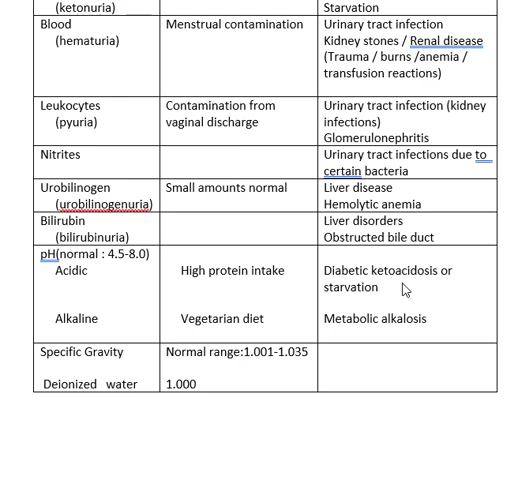 (ketonuria) ____
Starvation
Blood
(hematuria)
Menstrual contamination
Urinary tract infection
Kidney stones / Renal disease
(Trauma / burns /anemia /
transfusion reactions)
Leukocytes
(pyuria)
Contamination from
vaginal discharge
Urinary tract infection (kidney
infections)
Glomerulonephritis
Nitrites
Urinary tract infections due to
certain bacteria
Urobilinogen
(urobilinogenuria)
Small amounts normal
Liver disease
Hemolytic anemia
Bilirubin
(bilirubinuria)
Liver disorders
Obstructed bile duct
pH(normal : 4.5-8.0)
Acidic
High protein intake
Diabetic ketoacidosis or
starvation
Alkaline
Vegetarian diet
Metabolic alkalosis
Specific Gravity
Normal range:1.001-1.035
Deionized water
1.000